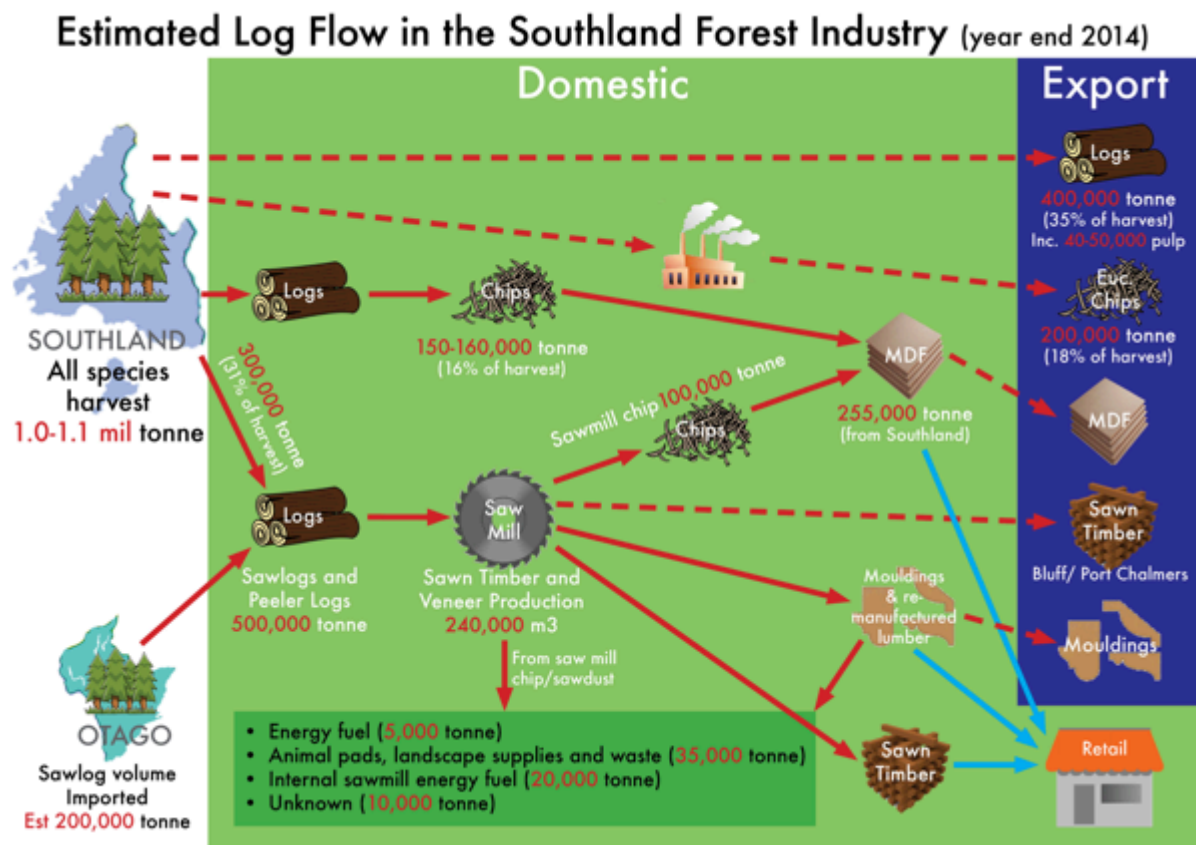 Estimated Log Flow in the Southland Forest Industry (year end 2014)
Domestic
Export
Logs
400,000 tonne
(35% of harvest)
Inc. 40-50,000 pulp
Euc.
Chips
200,000 tonne
(18% of harvest)
SOUTHLAND
All species
harvest
1.0-1.1 mil tonne
Logs
Chips
150-160,000 tonne
(16% of harvest)
MDF
255,000 tonne
(from Southland)
MDF
300,000 tonne
(31% of harvest)
Sawmill chip 100,000 tonne
Chips
Logs
Sawlogs and
Peeler Logs
500,000 tonne
Saw
Mill
Sawn Timber and
Veneer Production
240,000 m3
Sawn
Timber
Bluff/ Port Chalmers
Mouldings
& re-
manufactured
lumber
Mouldings
From saw mill
chip/sawdust
OTAGO
Sawlog volume
Imported
Est 200,000 tonne
• Energy fuel (5,000 tonne)
• Animal pads, landscape supplies and waste (35,000 tonne)
• Internal sawmill energy fuel (20,000 tonne)
• Unknown (10,000 tonne)
Sawn
Timber
Retail